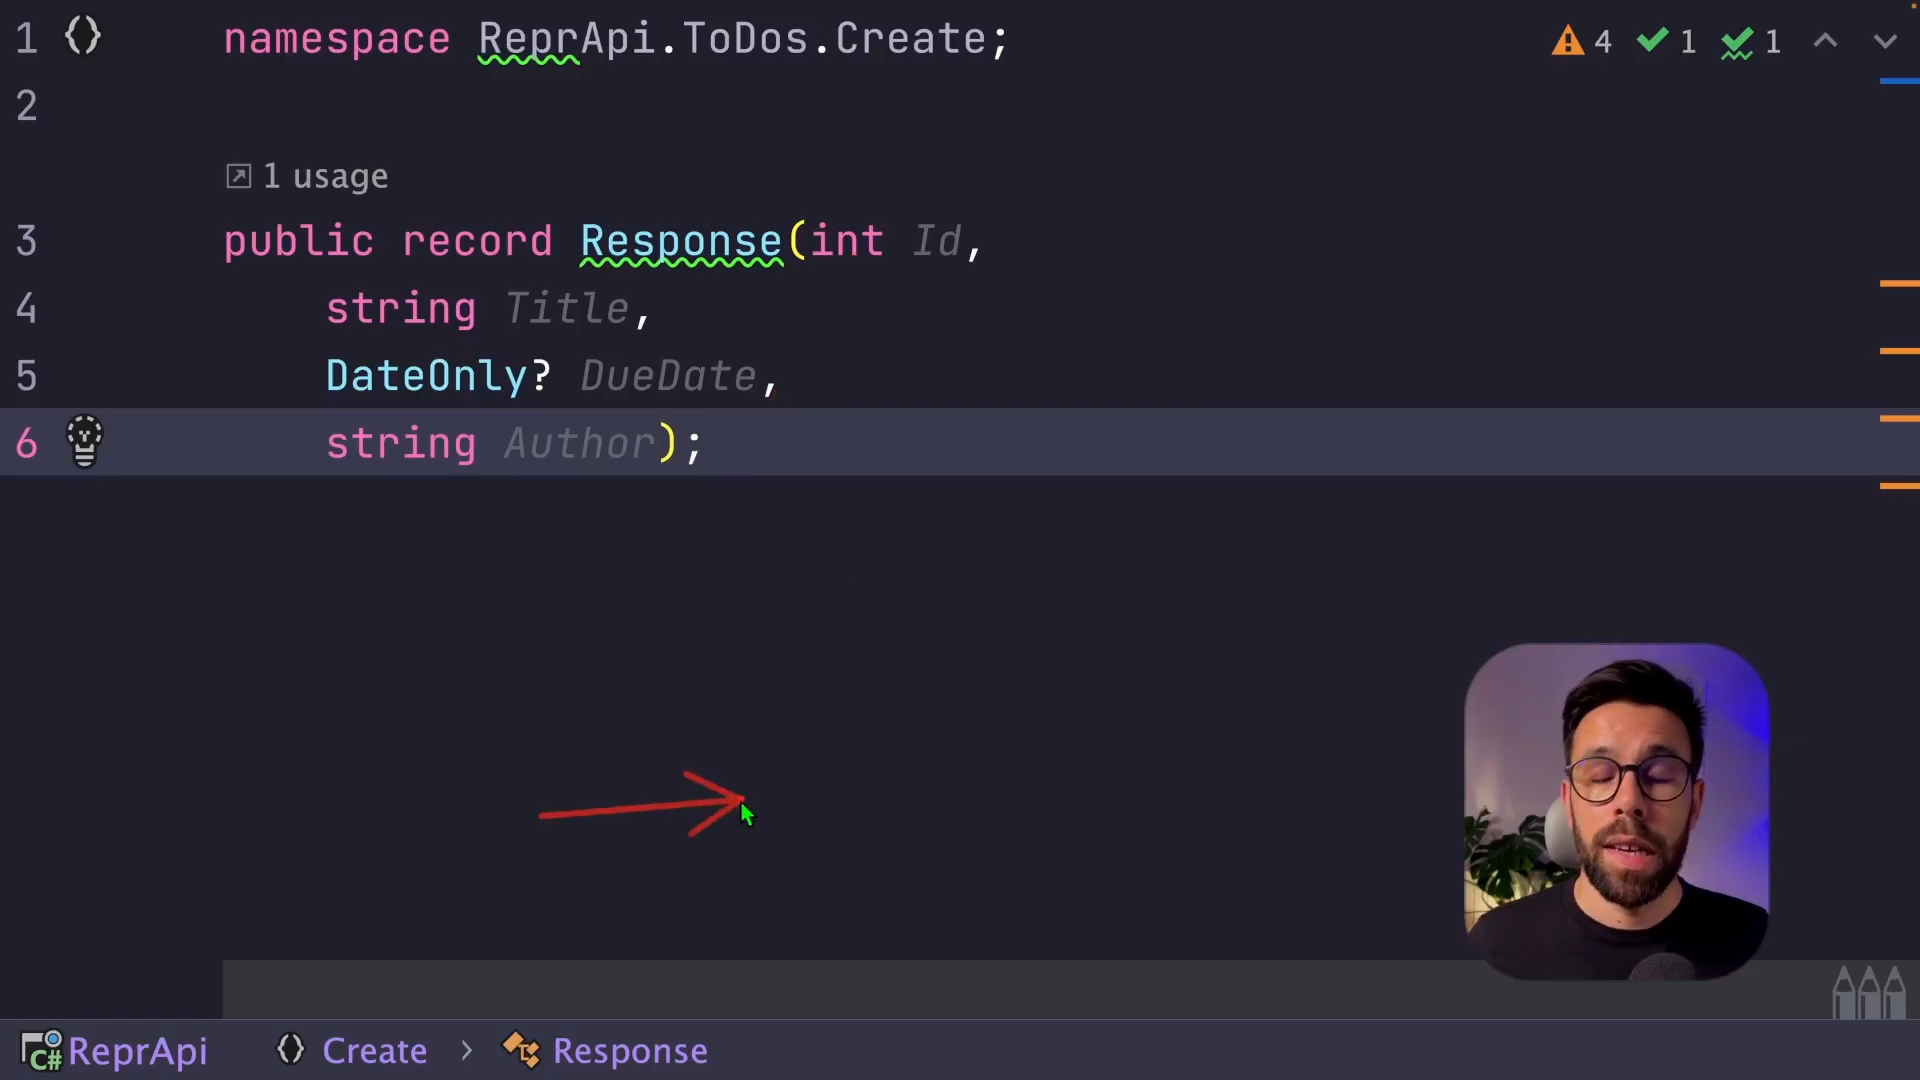 1 namespace ReprApi.ToDos.Create;
4 1 1
2
1 usage
3 public record Response(int Id,
4 string Title,
5 DateOnly? DueDate,
6 string Author);
C# ReprApi {} Create > Response